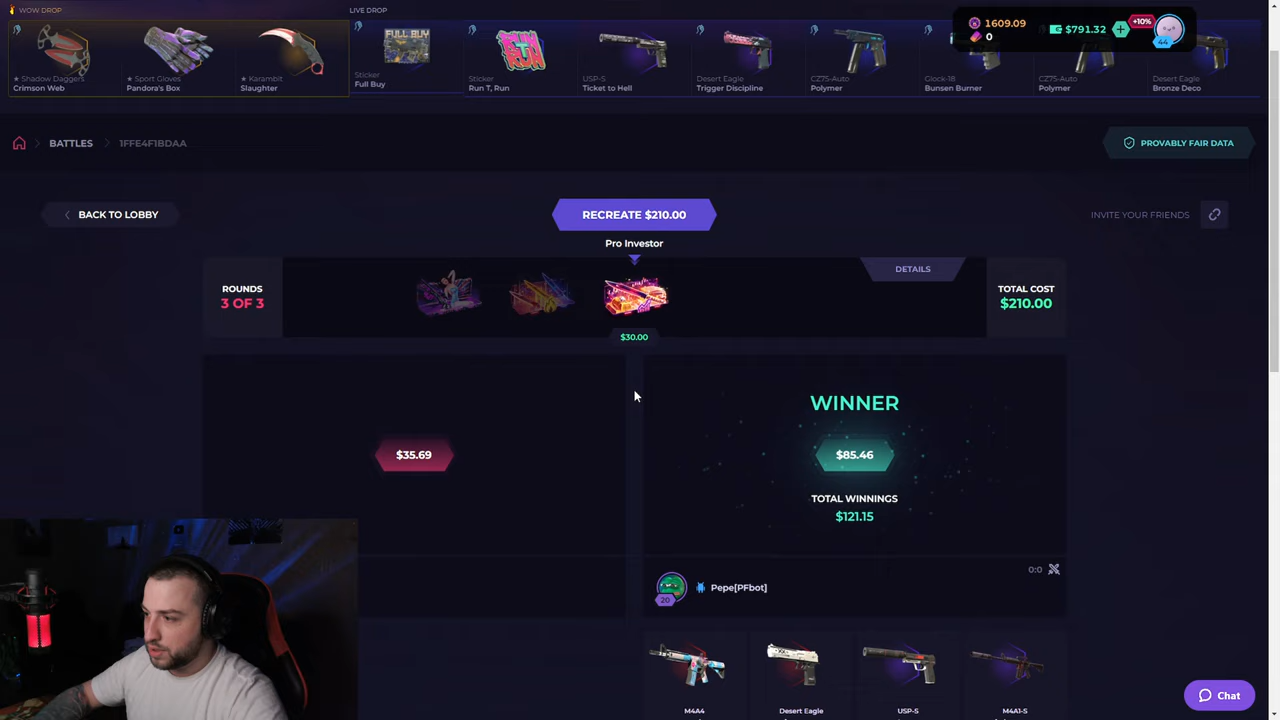 WOW DROP
LIVE DROP
★ Shadow Daggers
Crimson Web
★ Sport Gloves
Pandora's Box
★ Karambit
Slaughter
Sticker
Full Buy
FULL BUY
Sticker
Run T, Run
RUN T RUN
USP-S
Ticket to Hell
Desert Eagle
Trigger Discipline
CZ75-Auto
Polymer
Glock-18
Bunsen Burner
CZ75-Auto
Polymer
Desert Eagle
Bronze Deco
1609.09
0
$791.32
+
+10%
44
BATTLES
1FFE4F1BDAA
PROVABLY FAIR DATA
BACK TO LOBBY
RECREATE $210.00
INVITE YOUR FRIENDS
Pro Investor
ROUNDS
3 OF 3
DETAILS
TOTAL COST
$210.00
$30.00
$35.69
WINNER
$85.46
TOTAL WINNINGS
$121.15
20
Pepe[PFbot]
0:0
M4A4
Desert Eagle
USP-S
M4A1-S
Chat